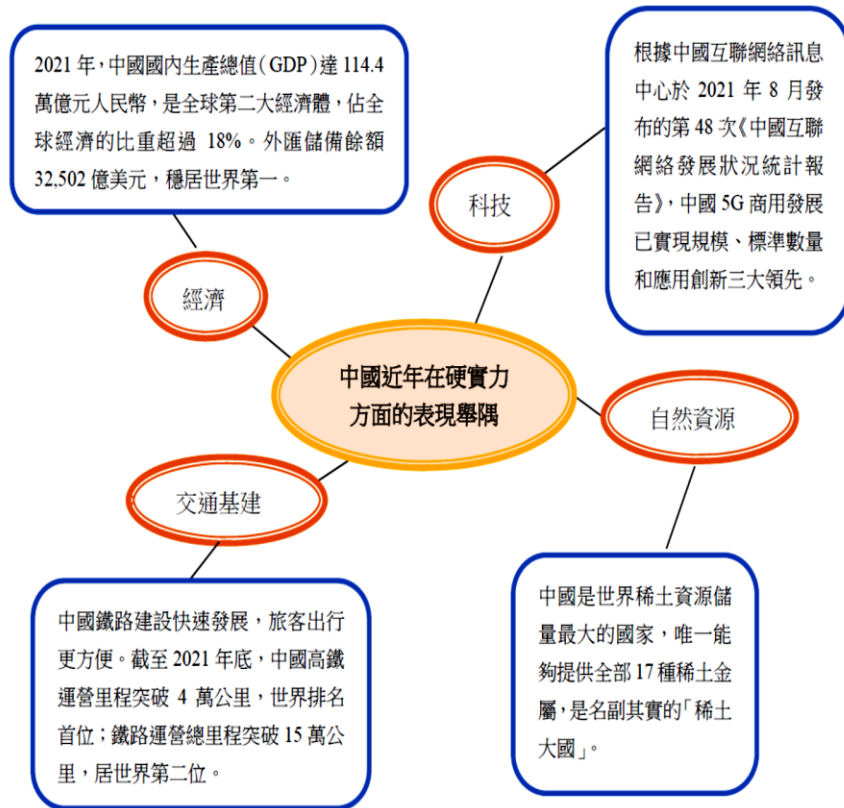 2021 年，中國國內生產總值（GDP）達 114.4
萬億元人民幣，是全球第二大經濟體，佔全
球經濟的比重超過 18%。外匯儲備餘額
32,502 億美元，穩居世界第一。
根據中國互聯網絡訊息
中心於 2021 年 8 月發
布的第 48 次《中國互聯
網絡發展狀況統計報
告》，中國 5G 商用發展
已實現規模、標準數量
和應用創新三大領先。
科技
經濟
中國近年在硬實力
方面的表現舉隅
自然資源
交通基建
中國鐵路建設快速發展，旅客出行
更方便。截至 2021 年底，中國高鐵
運營里程突破 4 萬公里，世界排名
首位；鐵路運營總里程突破 15 萬公
里，居世界第二位。
中國是世界稀土資源儲
量最大的國家，唯一能
夠提供全部 17 種稀土金
屬，是名副其實的「稀土
大國」。